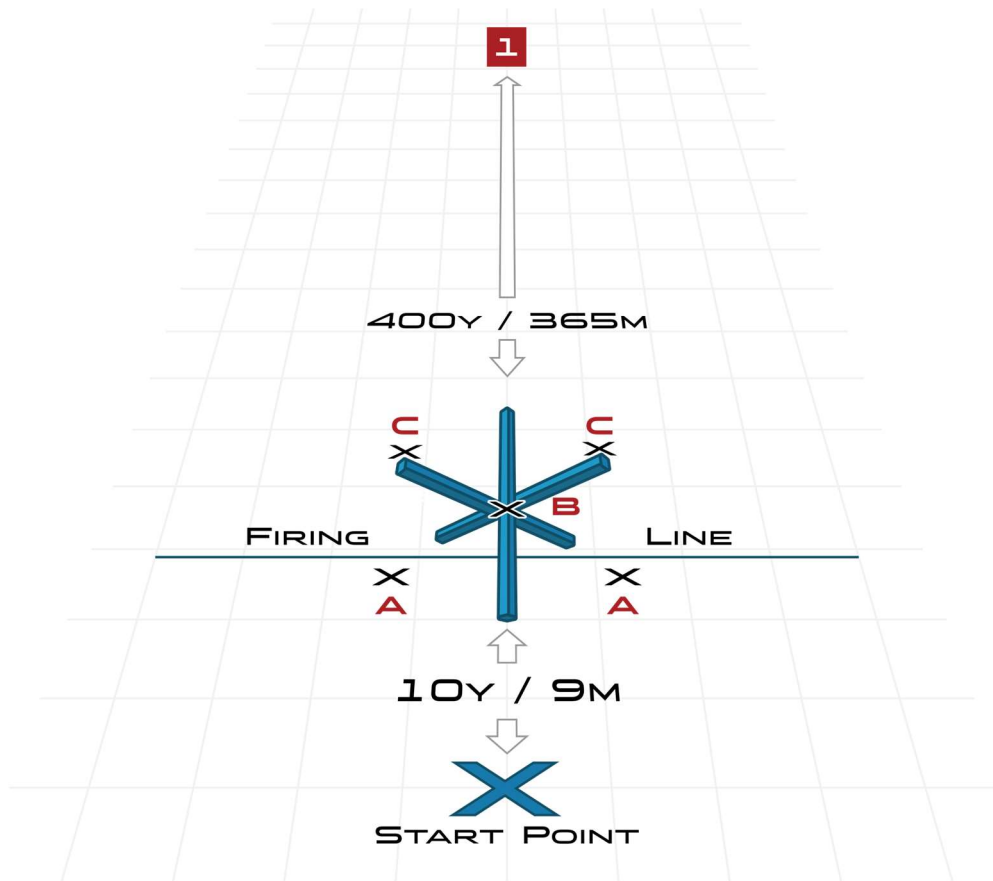 1
400Y / 365M
C C
B
FIRING LINE
A A
10Y / 9M
START POINT